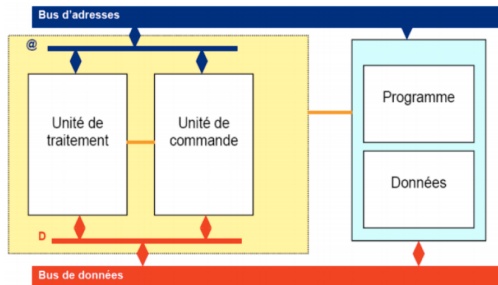 Bus d'adresses
@
Unité de
traitement
Unité de
commande
Programme
Données
D
Bus de données